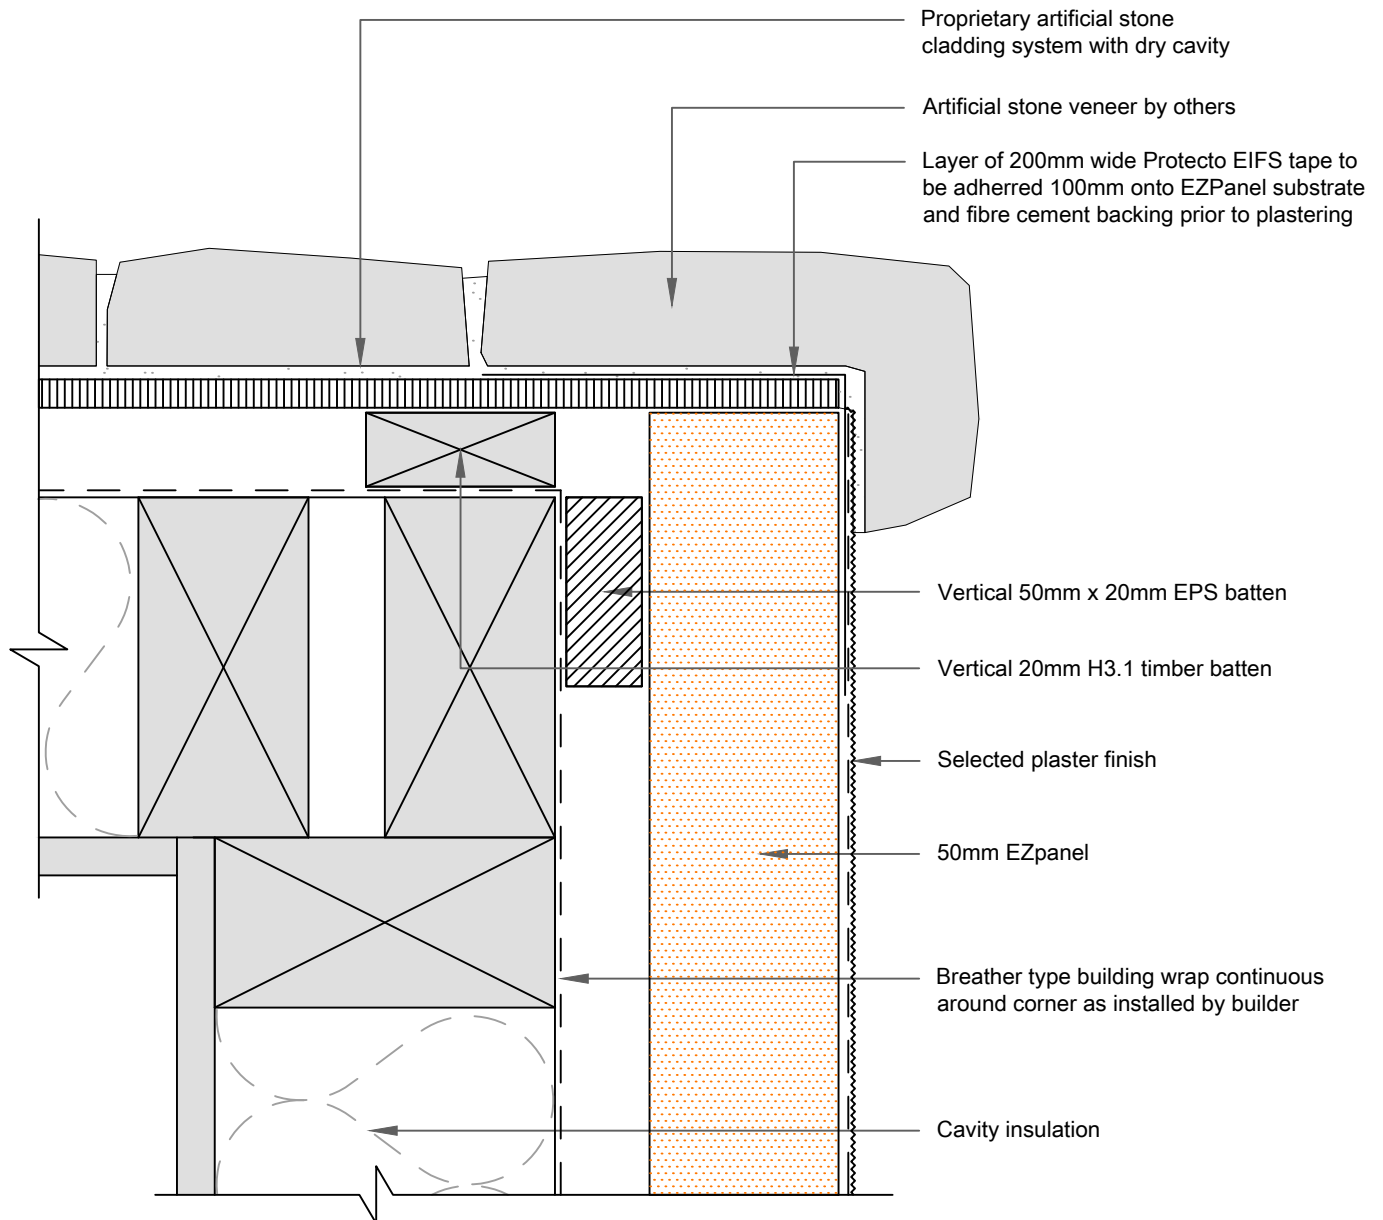 Proprietary artificial stone
cladding system with dry cavity
Artificial stone veneer by others
Layer of 200mm wide Protecto EIFS tape to
be adherred 100mm onto EZPanel substrate
and fibre cement backing prior to plastering
Vertical 50mm x 20mm EPS batten
Vertical 20mm H3.1 timber batten
Selected plaster finish
50mm EZpanel
Breather type building wrap continuous
around corner as installed by builder
Cavity insulation